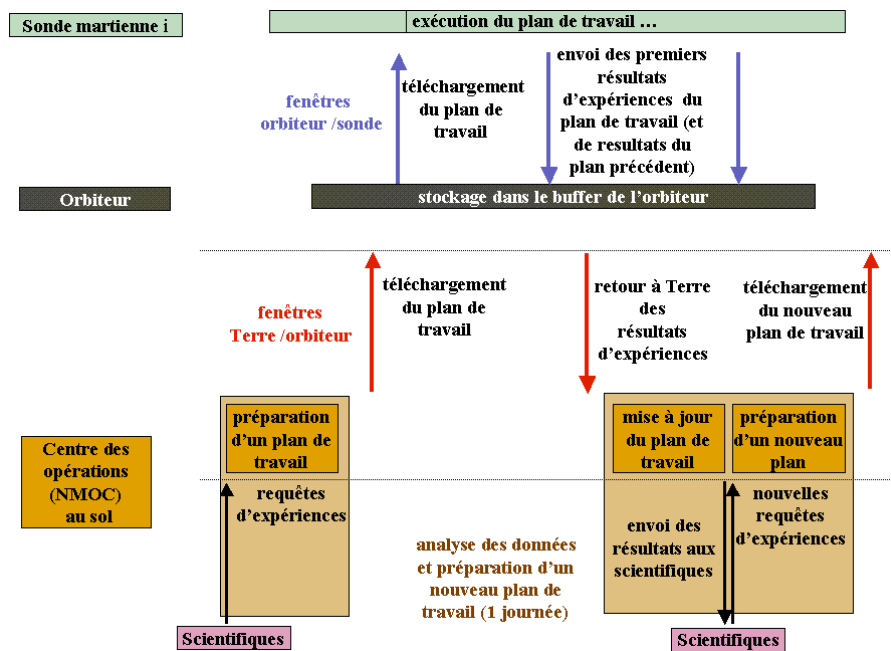 Sonde martienne i
exécution du plan de travail …
fenêtres
orbiteur /sonde
téléchargement
du plan de
travail
envoi des premiers
résultats
d'expériences du
plan de travail (et
de resultats du
plan précédent)
Orbiteur
stockage dans le buffer de l'orbiteur
fenêtres
Terre /orbiteur
téléchargement
du plan de
travail
retour à Terre
des
résultats
d'expériences
téléchargement
du nouveau
plan de travail
Centre des
opérations
(NMOC)
au sol
préparation
d'un plan de
travail
mise à jour
du plan de
travail
préparation
d'un nouveau
plan
requêtes
d'expériences
analyse des données
et préparation d'un
nouveau plan de
travail (1 journée)
envoi des
résultats aux
scientifiques
nouvelles
requêtes
d'expériences
Scientifiques
Scientifiques